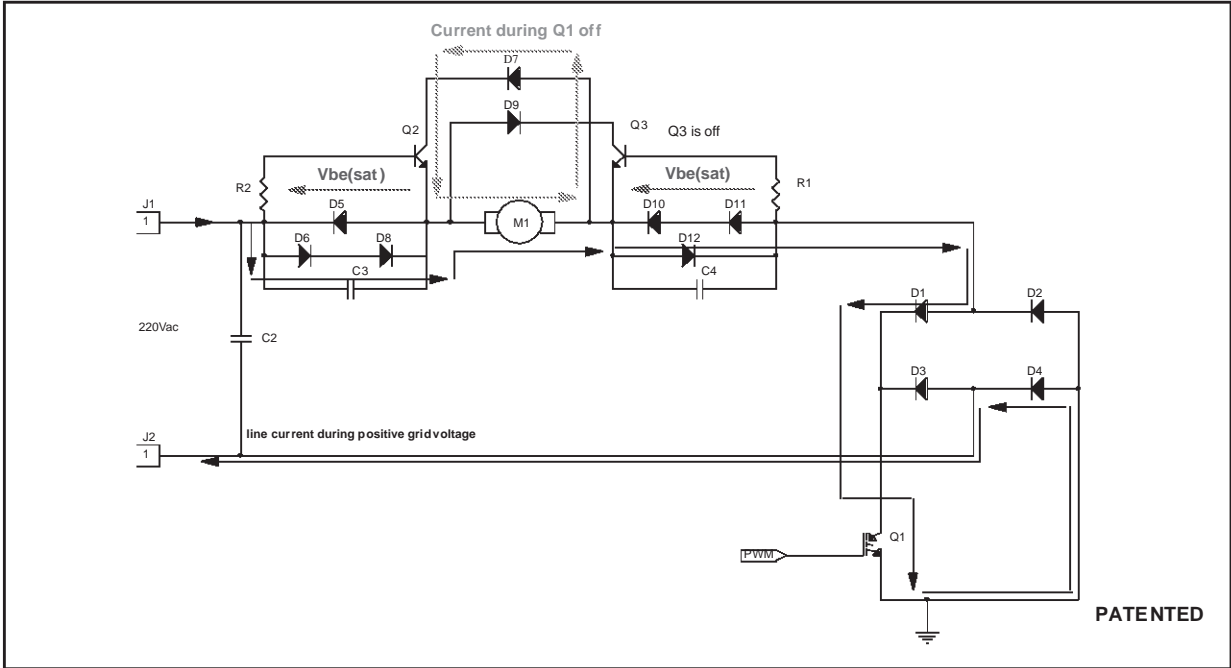 Current during Q1 off
D7
D9
Q2
Q3
Q3 is off
Vbe(sat)
Vbe(sat)
R2
R1
J1
1
D5
M1
D10
D11
D6
D8
D12
C3
C4
D1
D2
220Vac
C2
D3
D4
J2
1
line current during positive grid voltage
Q1
PWM
PATENTED